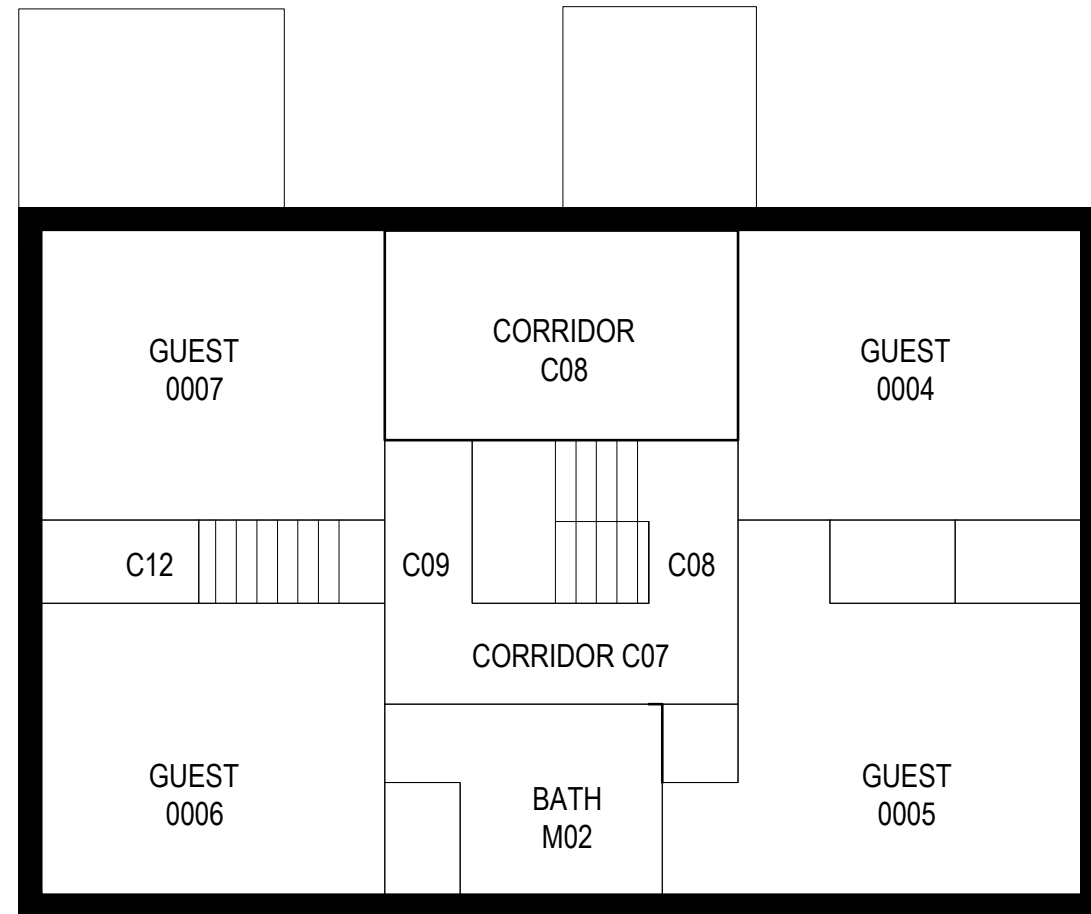 GUEST
0007
CORRIDOR
C08
GUEST
0004
C12
C09
C08
CORRIDOR C07
GUEST
0006
BATH
M02
GUEST
0005